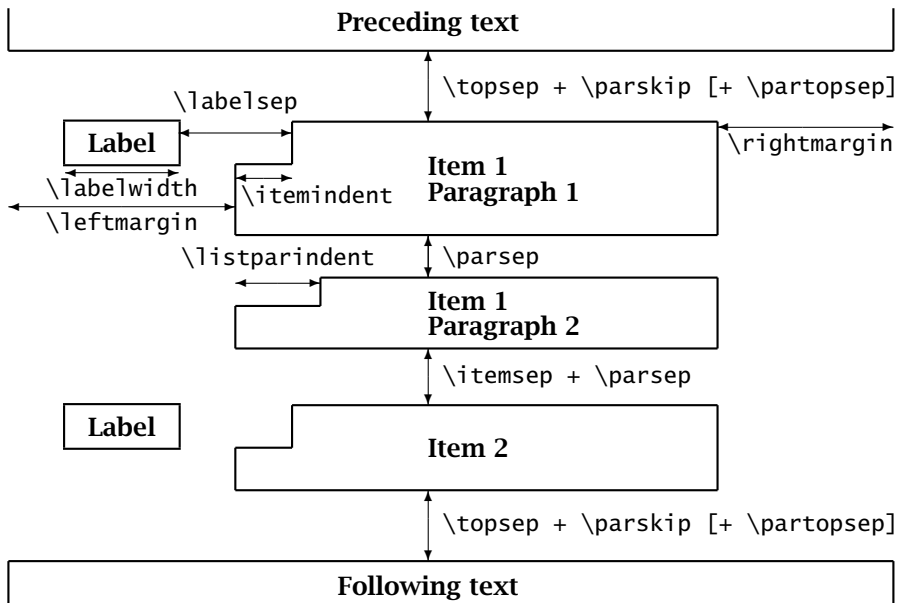 Preceding text
\topsep + \parskip [+ \partopsep]
\labelsep
Label
\rightmargin
Item 1
Paragraph 1
\labelwidth
\itemindent
\leftmargin
\listparindent
\parsep
Item 1
Paragraph 2
\itemsep + \parsep
Label
Item 2
\topsep + \parskip [+ \partopsep]
Following text